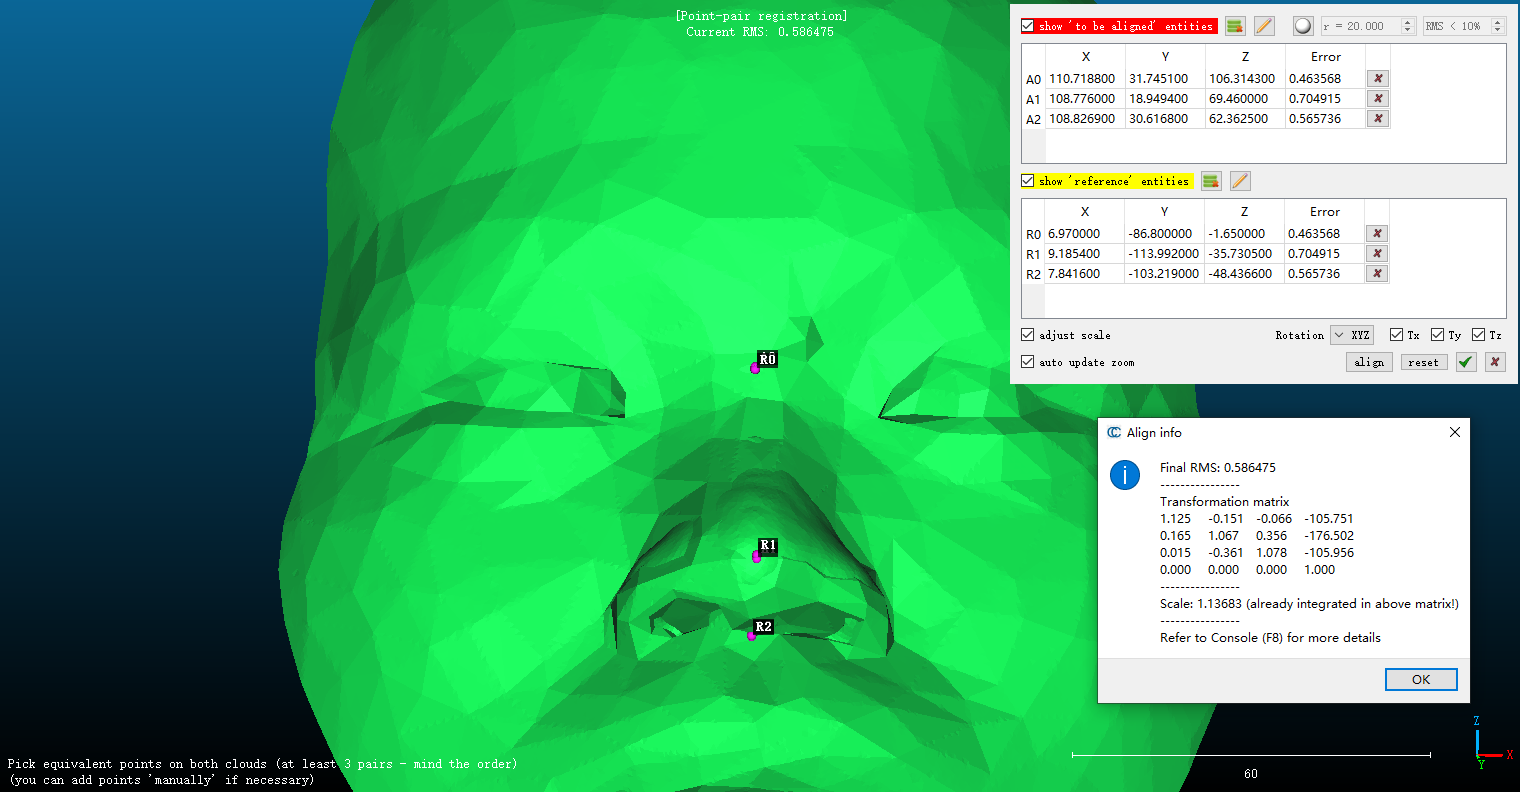 [Point-pair registration]
Current RMS: 0.586475
show 'to be aligned' entities
r = 20.000
RMS < 10%
X Y Z Error
A0 110.718800 31.745100 106.314300 0.463568
A1 108.776000 18.949400 69.460000 0.704915
A2 108.826900 30.616800 62.362500 0.565736
show 'reference' entities
X Y Z Error
R0 6.970000 -86.800000 -1.650000 0.463568
R1 9.185400 -113.992000 -35.730500 0.704915
R2 7.841600 -103.219000 -48.436600 0.565736
adjust scale
Rotation XYZ Tx Ty Tz
auto update zoom
align reset
R0
R1
R2
Align info
Final RMS: 0.586475
----------------
Transformation matrix
1.125 -0.151 -0.066 -105.751
0.165 1.067 0.356 -176.502
0.015 -0.361 1.078 -105.956
0.000 0.000 0.000 1.000
----------------
Scale: 1.13683 (already integrated in above matrix!)
----------------
Refer to Console (F8) for more details
OK
Z
X
Y
60
Pick equivalent points on both clouds (at least 3 pairs - mind the order)
(you can add points 'manually' if necessary)